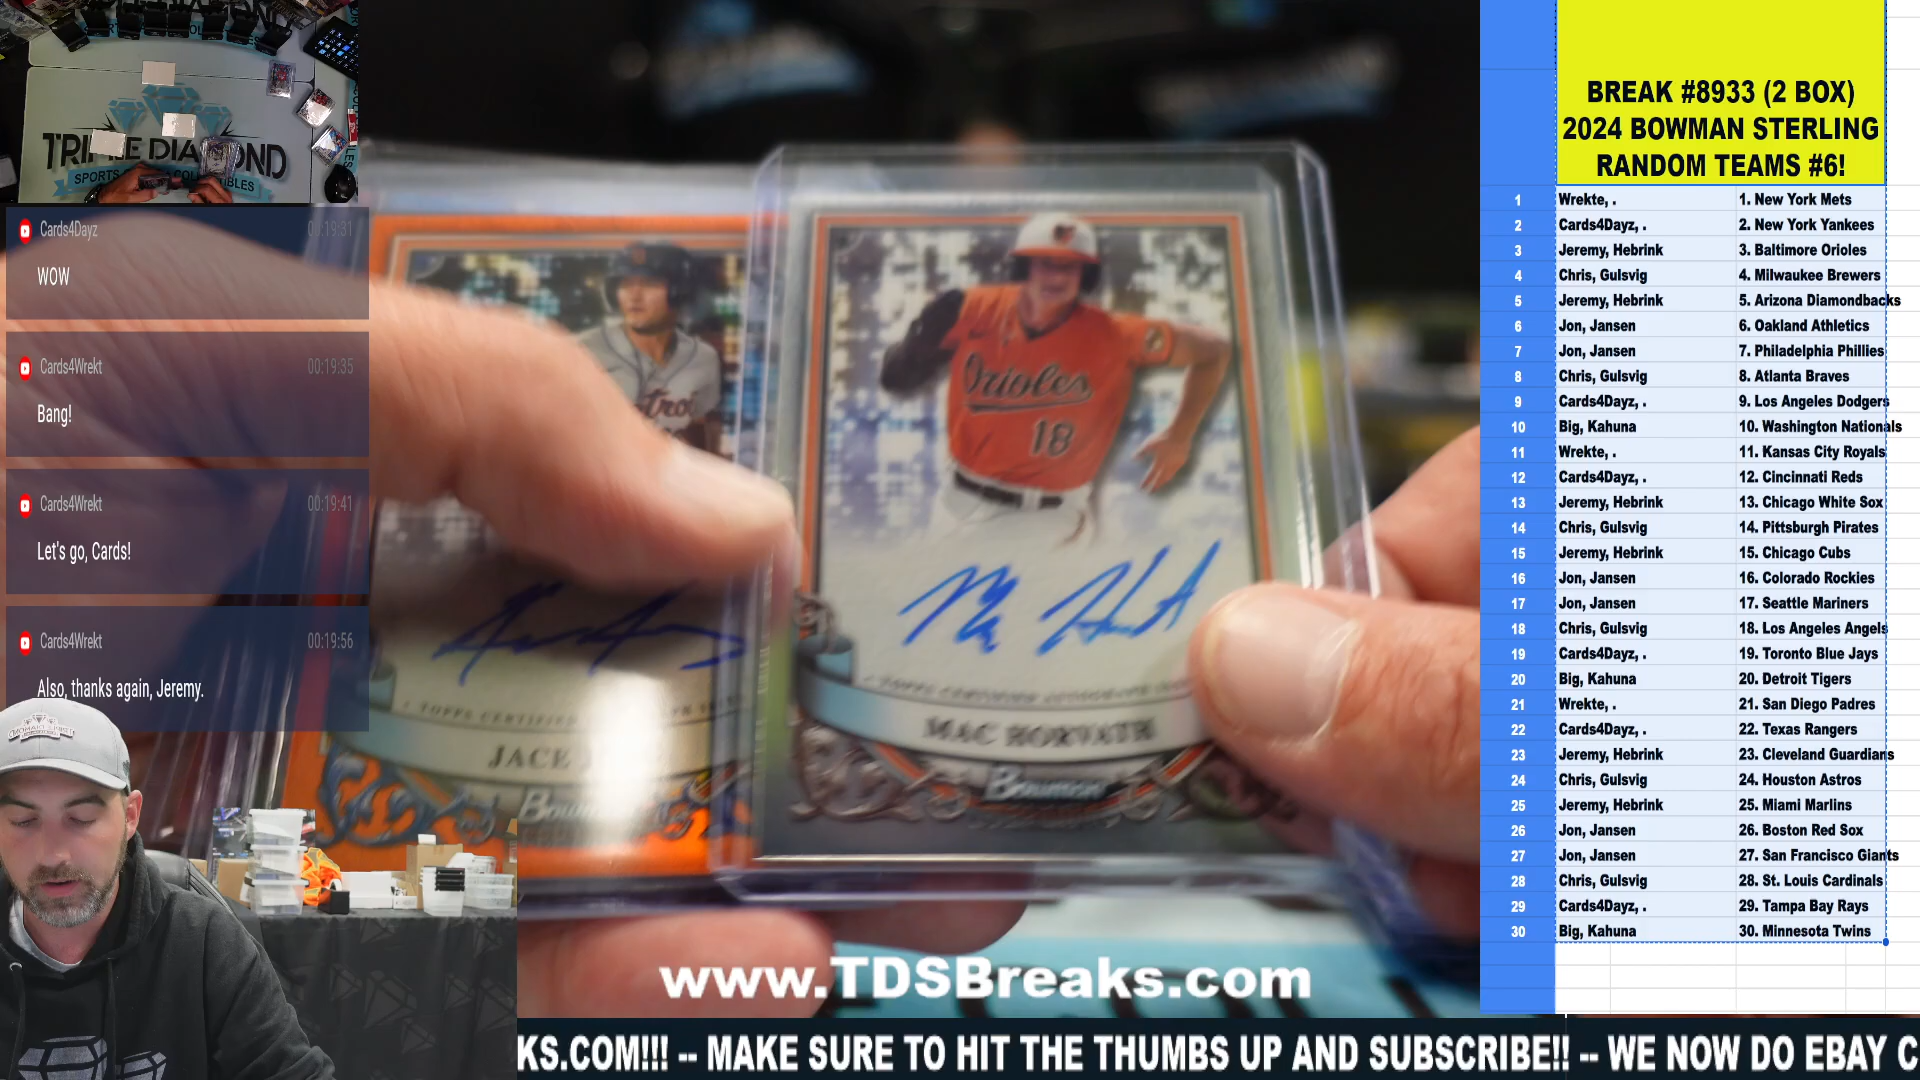 TRIPLE DIAMOND
Cards4Dayz 00:19:31
WOW
Cards4Wrekt 00:19:35
Bang!
Cards4Wrekt 00:19:41
Let's go, Cards!
Cards4Wrekt 00:19:56
Also, thanks again, Jeremy.
JACE
Orioles
18
MAC HORVATH
Bowman
www.TDSBreaks.com
KS.COM!!! -- MAKE SURE TO HIT THE THUMBS UP AND SUBSCRIBE!! -- WE NOW DO EBAY C
BREAK #8933 (2 BOX)
2024 BOWMAN STERLING
RANDOM TEAMS #6!
1 Wrekte, . 1. New York Mets
2 Cards4Dayz, . 2. New York Yankees
3 Jeremy, Hebrink 3. Baltimore Orioles
4 Chris, Gulsvig 4. Milwaukee Brewers
5 Jeremy, Hebrink 5. Arizona Diamondbacks
6 Jon, Jansen 6. Oakland Athletics
7 Jon, Jansen 7. Philadelphia Phillies
8 Chris, Gulsvig 8. Atlanta Braves
9 Cards4Dayz, . 9. Los Angeles Dodgers
10 Big, Kahuna 10. Washington Nationals
11 Wrekte, . 11. Kansas City Royals
12 Cards4Dayz, . 12. Cincinnati Reds
13 Jeremy, Hebrink 13. Chicago White Sox
14 Chris, Gulsvig 14. Pittsburgh Pirates
15 Jeremy, Hebrink 15. Chicago Cubs
16 Jon, Jansen 16. Colorado Rockies
17 Jon, Jansen 17. Seattle Mariners
18 Chris, Gulsvig 18. Los Angeles Angels
19 Cards4Dayz, . 19. Toronto Blue Jays
20 Big, Kahuna 20. Detroit Tigers
21 Wrekte, . 21. San Diego Padres
22 Cards4Dayz, . 22. Texas Rangers
23 Jeremy, Hebrink 23. Cleveland Guardians
24 Chris, Gulsvig 24. Houston Astros
25 Jeremy, Hebrink 25. Miami Marlins
26 Jon, Jansen 26. Boston Red Sox
27 Jon, Jansen 27. San Francisco Giants
28 Chris, Gulsvig 28. St. Louis Cardinals
29 Cards4Dayz, . 29. Tampa Bay Rays
30 Big, Kahuna 30. Minnesota Twins